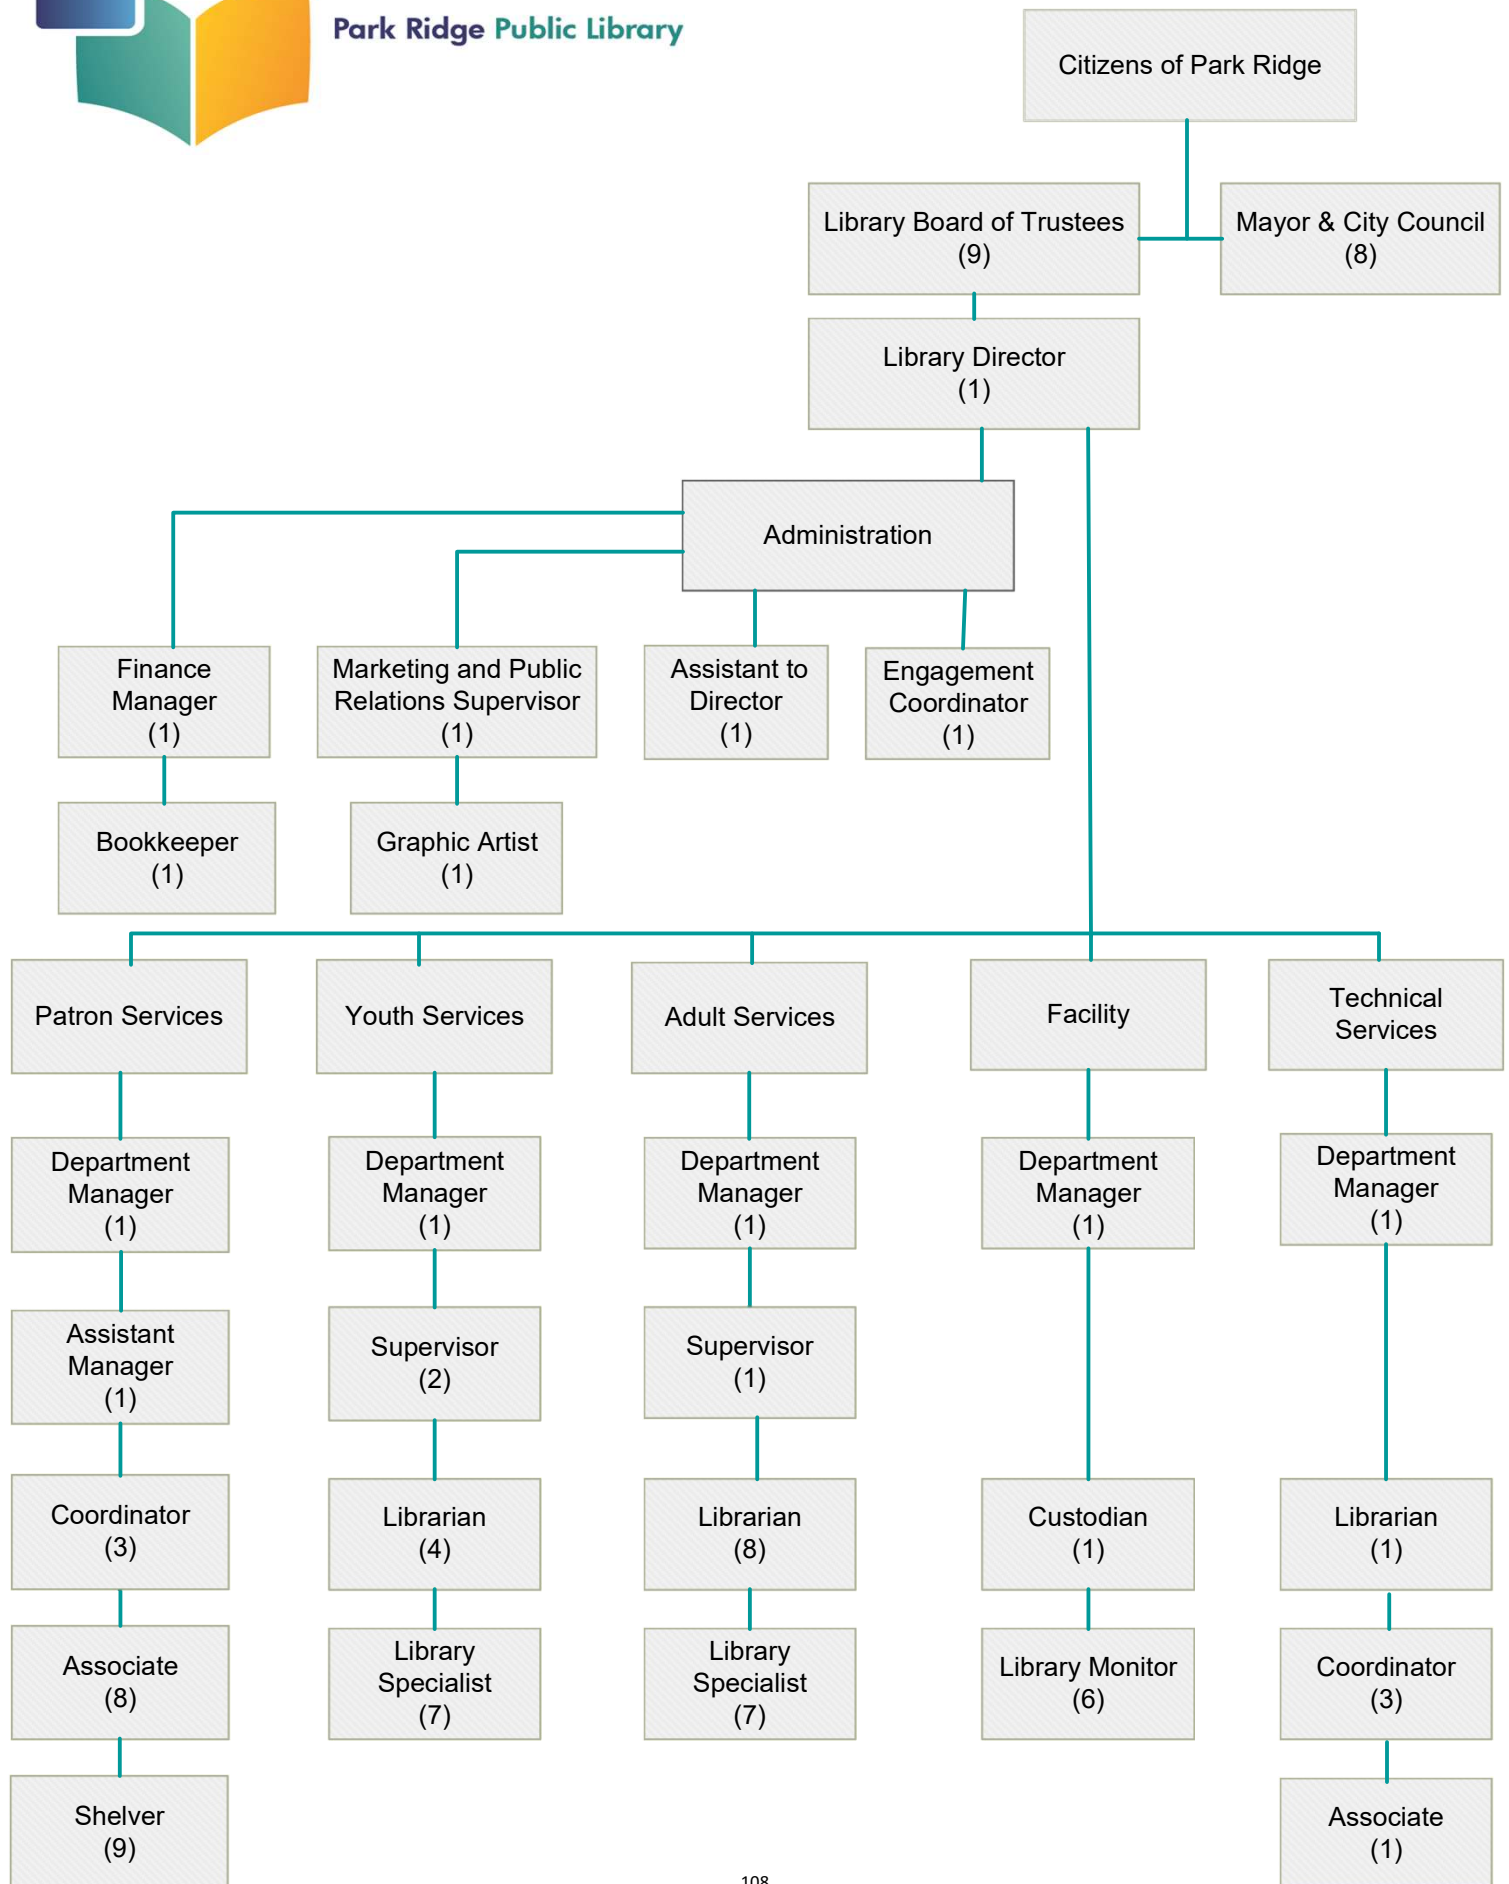 Park Ridge Public Library
Citizens of Park Ridge
Library Board of Trustees
(9)
Mayor & City Council
(8)
Library Director
(1)
Administration
Finance
Manager
(1)
Marketing and Public
Relations Supervisor
(1)
Assistant to
Director
(1)
Engagement
Coordinator
(1)
Bookkeeper
(1)
Graphic Artist
(1)
Patron Services
Youth Services
Adult Services
Facility
Technical
Services
Department
Manager
(1)
Department
Manager
(1)
Department
Manager
(1)
Department
Manager
(1)
Department
Manager
(1)
Assistant
Manager
(1)
Supervisor
(2)
Supervisor
(1)
Coordinator
(3)
Librarian
(4)
Librarian
(8)
Custodian
(1)
Librarian
(1)
Associate
(8)
Library
Specialist
(7)
Library
Specialist
(7)
Library Monitor
(6)
Coordinator
(3)
Shelver
(9)
Associate
(1)
108